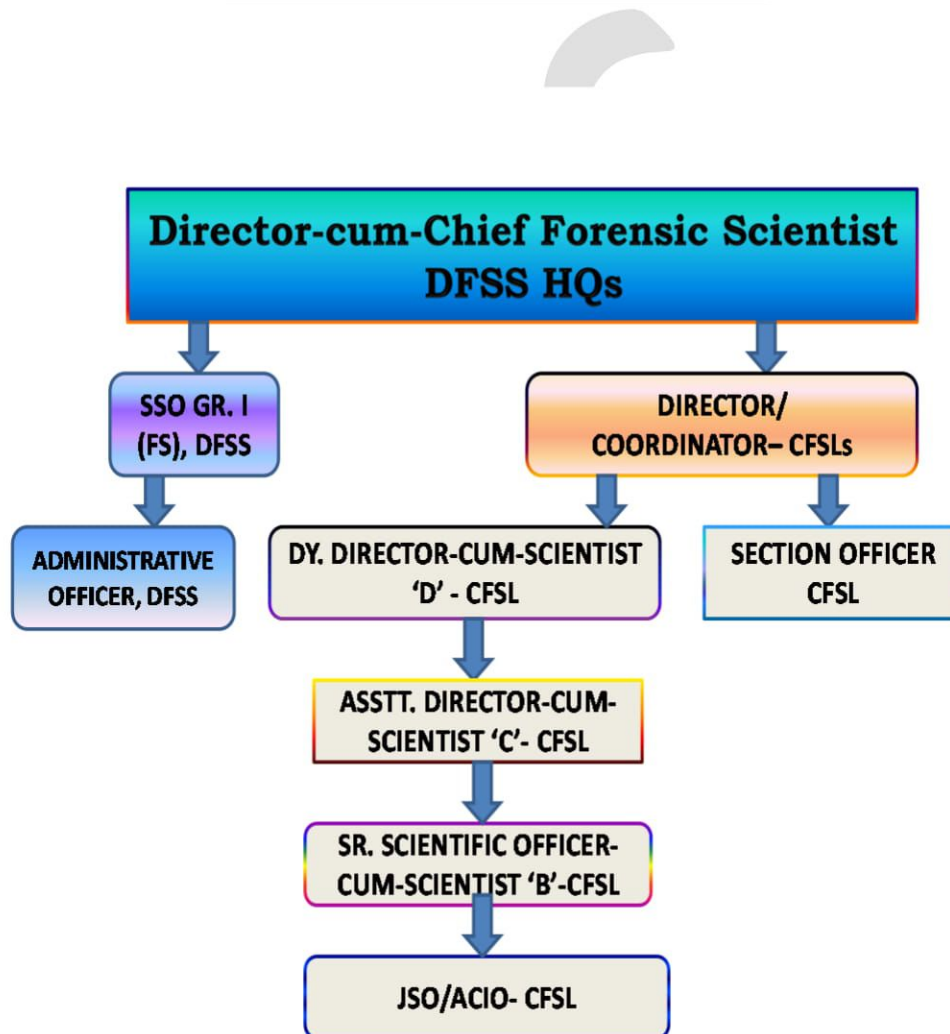 Director-cum-Chief Forensic Scientist
DFSS HQs
SSO GR. I
(FS), DFSS
DIRECTOR/
COORDINATOR– CFSLs
ADMINISTRATIVE
OFFICER, DFSS
DY. DIRECTOR-CUM-SCIENTIST
‘D’ - CFSL
SECTION OFFICER
CFSL
ASSTT. DIRECTOR-CUM-
SCIENTIST ‘C’- CFSL
SR. SCIENTIFIC OFFICER-
CUM-SCIENTIST ‘B’-CFSL
JSO/ACIO- CFSL